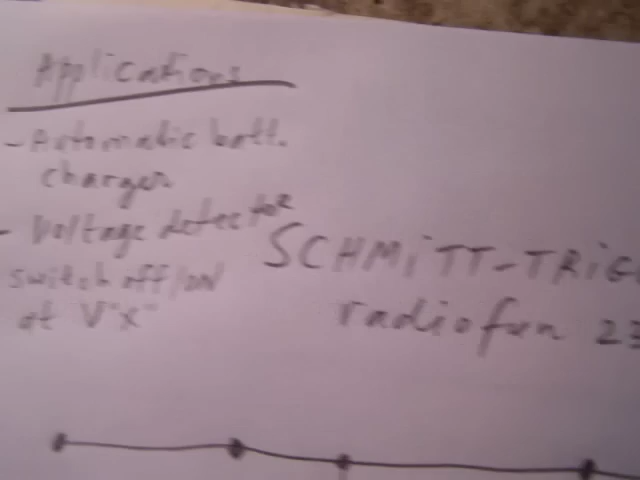 Applications
- Automatic batt.
charger
- Voltage detector
switch off/on
at V"X"
SCHMiTT-TRiG
radiofun 23